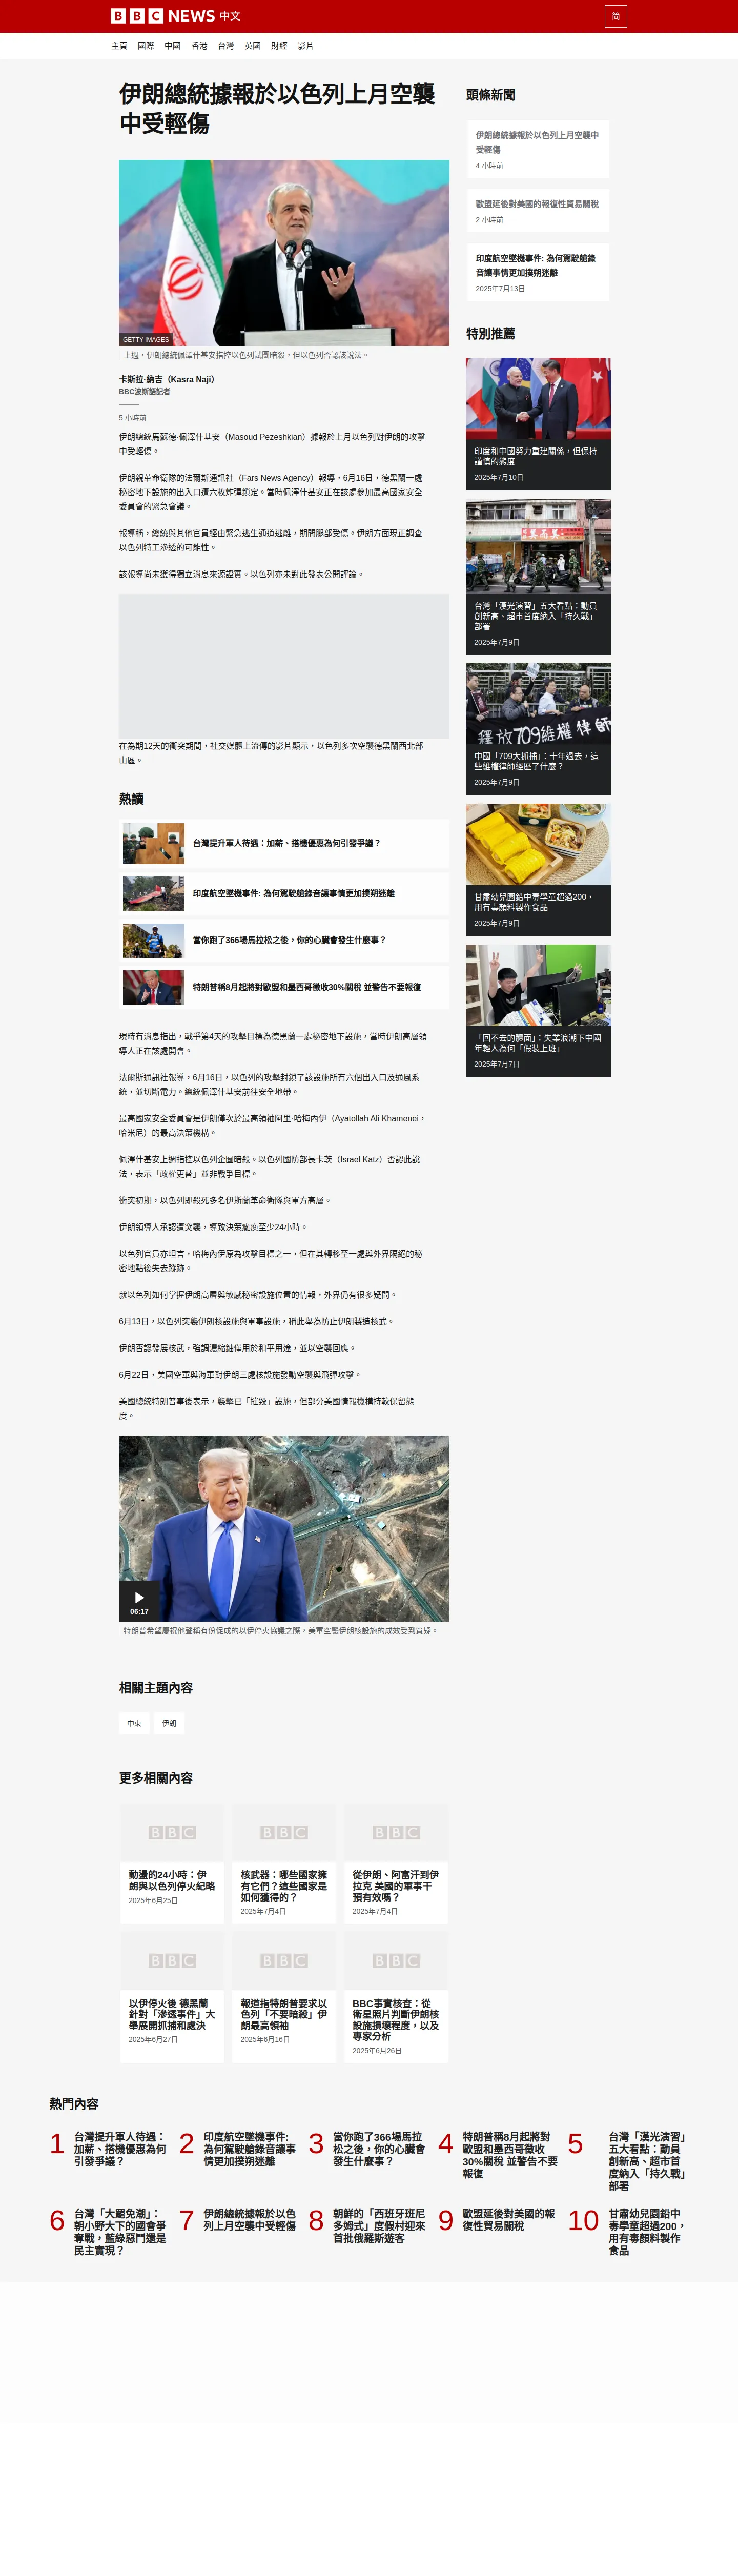 BBC NEWS 中文
简
主頁 國際 中國 香港 台灣 英國 財經 影片
伊朗總統據報於以色列上月空襲
中受輕傷
GETTY IMAGES
上週，伊朗總統佩澤什基安指控以色列試圖暗殺，但以色列否認該說法。
卡斯拉·納吉（Kasra Naji）
BBC波斯語記者
5 小時前
伊朗總統馬蘇德·佩澤什基安（Masoud Pezeshkian）據報於上月以色列對伊朗的攻擊
中受輕傷。
伊朗親革命衛隊的法爾斯通訊社（Fars News Agency）報導，6月16日，德黑蘭一處
秘密地下設施的出入口遭六枚炸彈鎖定。當時佩澤什基安正在該處參加最高國家安全
委員會的緊急會議。
報導稱，總統與其他官員經由緊急逃生通道逃離，期間腿部受傷。伊朗方面現正調查
以色列特工滲透的可能性。
該報導尚未獲得獨立消息來源證實。以色列亦未對此發表公開評論。
在為期12天的衝突期間，社交媒體上流傳的影片顯示，以色列多次空襲德黑蘭西北部
山區。
熱讀
台灣提升軍人待遇：加薪、搭機優惠為何引發爭議？
印度航空墜機事件: 為何駕駛艙錄音讓事情更加撲朔迷離
當你跑了366場馬拉松之後，你的心臟會發生什麼事？
特朗普稱8月起將對歐盟和墨西哥徵收30%關稅 並警告不要報復
現時有消息指出，戰爭第4天的攻擊目標為德黑蘭一處秘密地下設施，當時伊朗高層領
導人正在該處開會。
法爾斯通訊社報導，6月16日，以色列的攻擊封鎖了該設施所有六個出入口及通風系
統，並切斷電力。總統佩澤什基安前往安全地帶。
最高國家安全委員會是伊朗僅次於最高領袖阿里·哈梅內伊（Ayatollah Ali Khamenei，
哈米尼）的最高決策機構。
佩澤什基安上週指控以色列企圖暗殺。以色列國防部長卡茨（Israel Katz）否認此說
法，表示「政權更替」並非戰爭目標。
衝突初期，以色列即殺死多名伊斯蘭革命衛隊與軍方高層。
伊朗領導人承認遭突襲，導致決策癱瘓至少24小時。
以色列官員亦坦言，哈梅內伊原為攻擊目標之一，但在其轉移至一處與外界隔絕的秘
密地點後失去蹤跡。
就以色列如何掌握伊朗高層與敏感秘密設施位置的情報，外界仍有很多疑問。
6月13日，以色列突襲伊朗核設施與軍事設施，稱此舉為防止伊朗製造核武。
伊朗否認發展核武，強調濃縮鈾僅用於和平用途，並以空襲回應。
6月22日，美國空軍與海軍對伊朗三處核設施發動空襲與飛彈攻擊。
美國總統特朗普事後表示，襲擊已「摧毀」設施，但部分美國情報機構持較保留態
度。
06:17
特朗普希望慶祝他聲稱有份促成的以伊停火協議之際，美軍空襲伊朗核設施的成效受到質疑。
相關主題內容
中東 伊朗
更多相關內容
動盪的24小時：伊
朗與以色列停火紀略
2025年6月25日
核武器：哪些國家擁
有它們？這些國家是
如何獲得的？
2025年7月4日
從伊朗、阿富汗到伊
拉克 美國的軍事干
預有效嗎？
2025年7月4日
以伊停火後 德黑蘭
針對「滲透事件」大
舉展開抓捕和處決
2025年6月27日
報道指特朗普要求以
色列「不要暗殺」伊
朗最高領袖
2025年6月16日
BBC事實核查：從
衛星照片判斷伊朗核
設施損壞程度，以及
專家分析
2025年6月26日
頭條新聞
伊朗總統據報於以色列上月空襲中
受輕傷
4 小時前
歐盟延後對美國的報復性貿易關稅
2 小時前
印度航空墜機事件: 為何駕駛艙錄
音讓事情更加撲朔迷離
2025年7月13日
特別推薦
印度和中國努力重建關係，但保持
謹慎的態度
2025年7月10日
台灣「漢光演習」五大看點：動員
創新高、超市首度納入「持久戰」
部署
2025年7月9日
釋放709維權律師
中國「709大抓捕」：十年過去，這
些維權律師經歷了什麼？
2025年7月9日
甘肅幼兒園鉛中毒學童超過200，
用有毒顏料製作食品
2025年7月9日
「回不去的體面」：失業浪潮下中國
年輕人為何「假裝上班」
2025年7月7日
熱門內容
1 台灣提升軍人待遇：
加薪、搭機優惠為何
引發爭議？
2 印度航空墜機事件:
為何駕駛艙錄音讓事
情更加撲朔迷離
3 當你跑了366場馬拉
松之後，你的心臟會
發生什麼事？
4 特朗普稱8月起將對
歐盟和墨西哥徵收
30%關稅 並警告不要
報復
5 台灣「漢光演習」
五大看點：動員
創新高、超市首
度納入「持久戰」
部署
6 台灣「大罷免潮」：
朝小野大下的國會爭
奪戰，藍綠惡鬥還是
民主實現？
7 伊朗總統據報於以色
列上月空襲中受輕傷
8 朝鮮的「西班牙班尼
多姆式」度假村迎來
首批俄羅斯遊客
9 歐盟延後對美國的報
復性貿易關稅
10 甘肅幼兒園鉛中
毒學童超過200，
用有毒顏料製作
食品